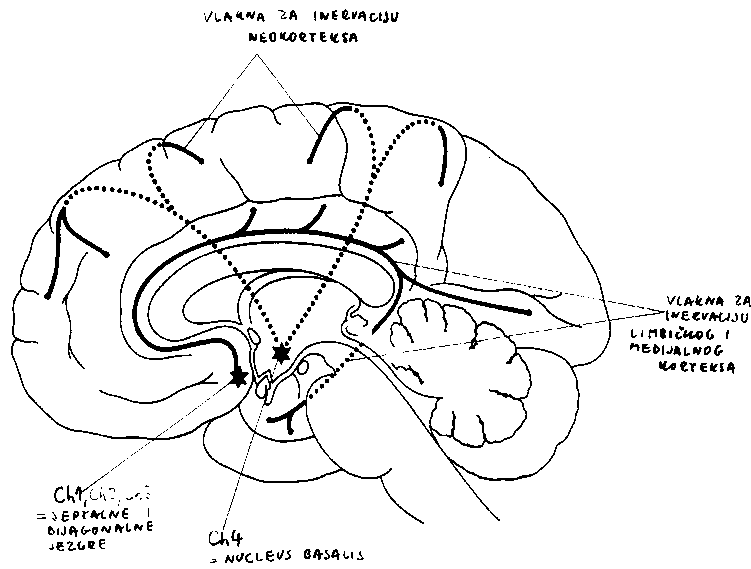 VLAKNA ZA INERVACIJU
NEOKORTEKSA
VLAKNA ZA
INERVACIJU
LIMBIČKOG I
MEDIJALNOG
KORTEKSA
Ch1, Ch2, Ch3
= SEPTALNE I
DIJAGONALNE
JEZGRE
Ch4
= NUCLEUS BASALIS